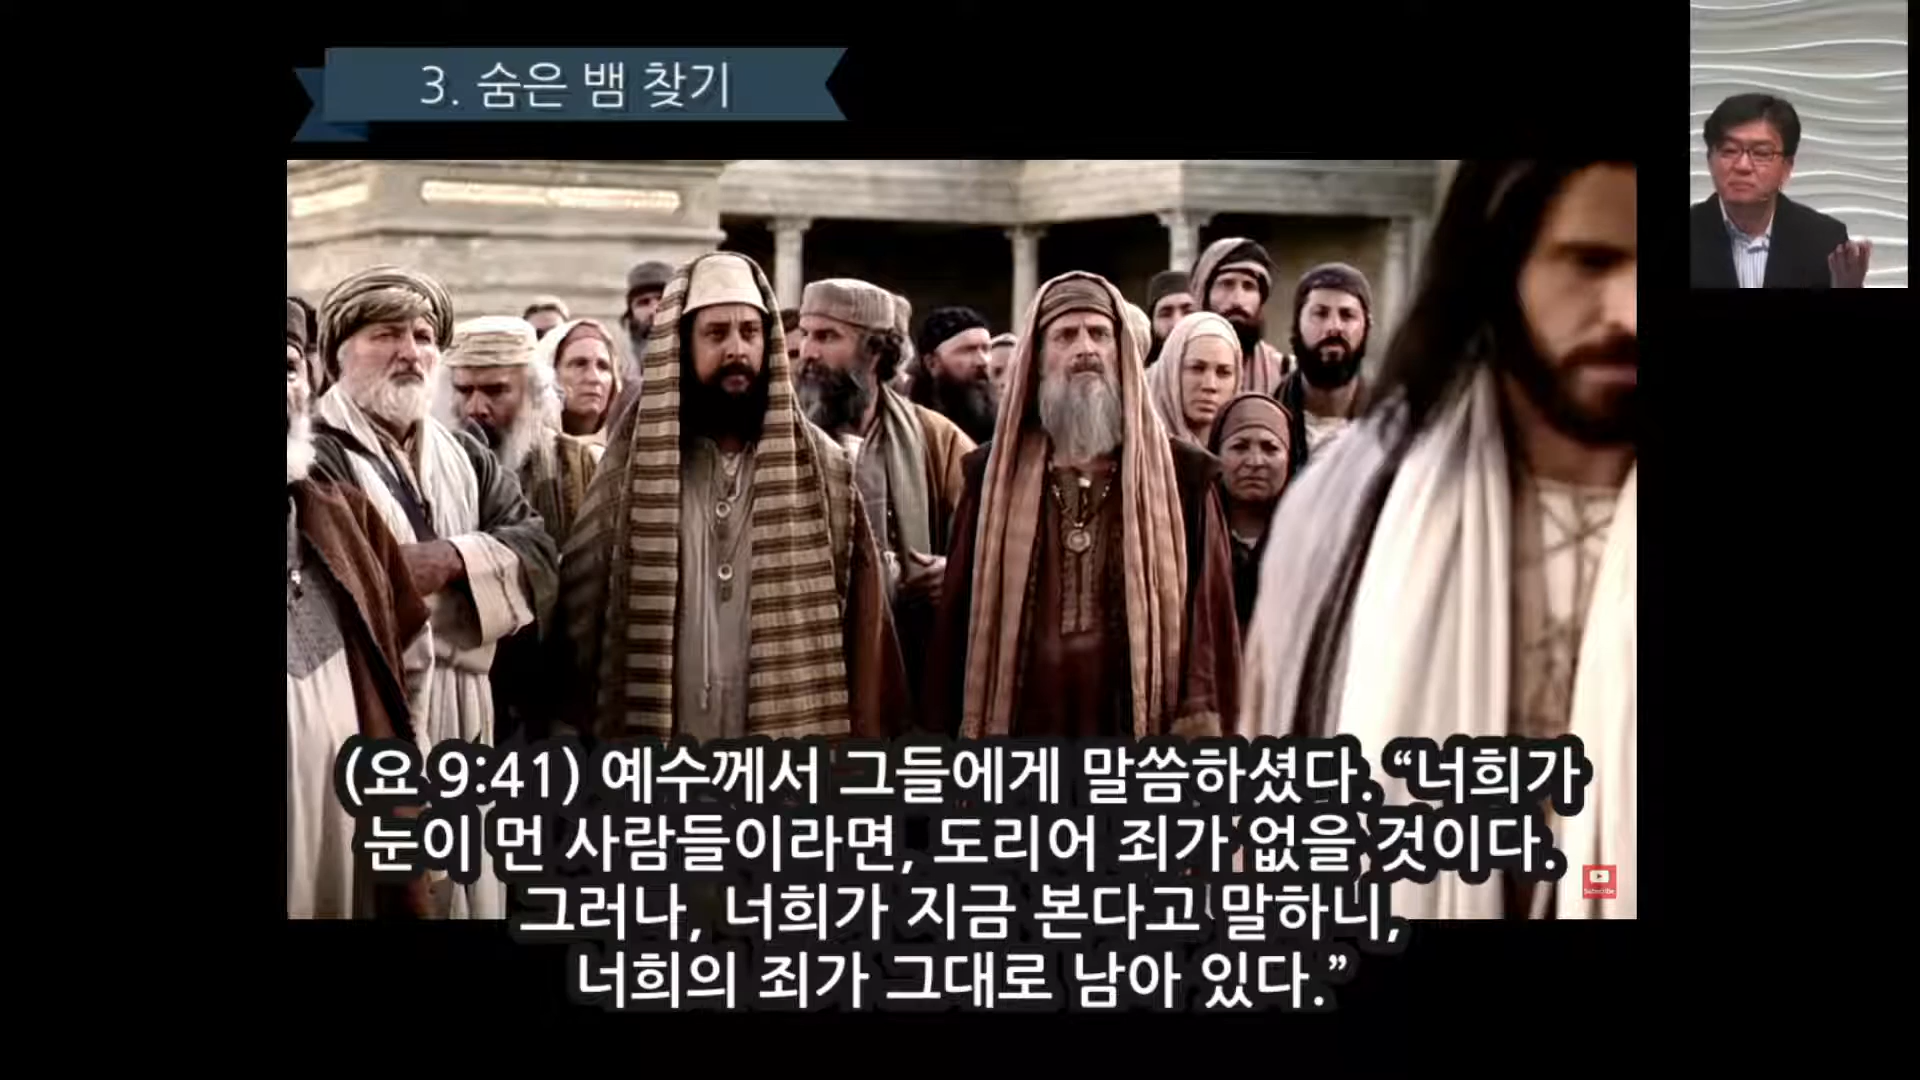 3. 숨은 뱀 찾기
(요 9:41) 예수께서 그들에게 말씀하셨다. “너희가
눈이 먼 사람들이라면, 도리어 죄가 없을 것이다.
그러나, 너희가 지금 본다고 말하니,
너희의 죄가 그대로 남아 있다.”
Subscribe